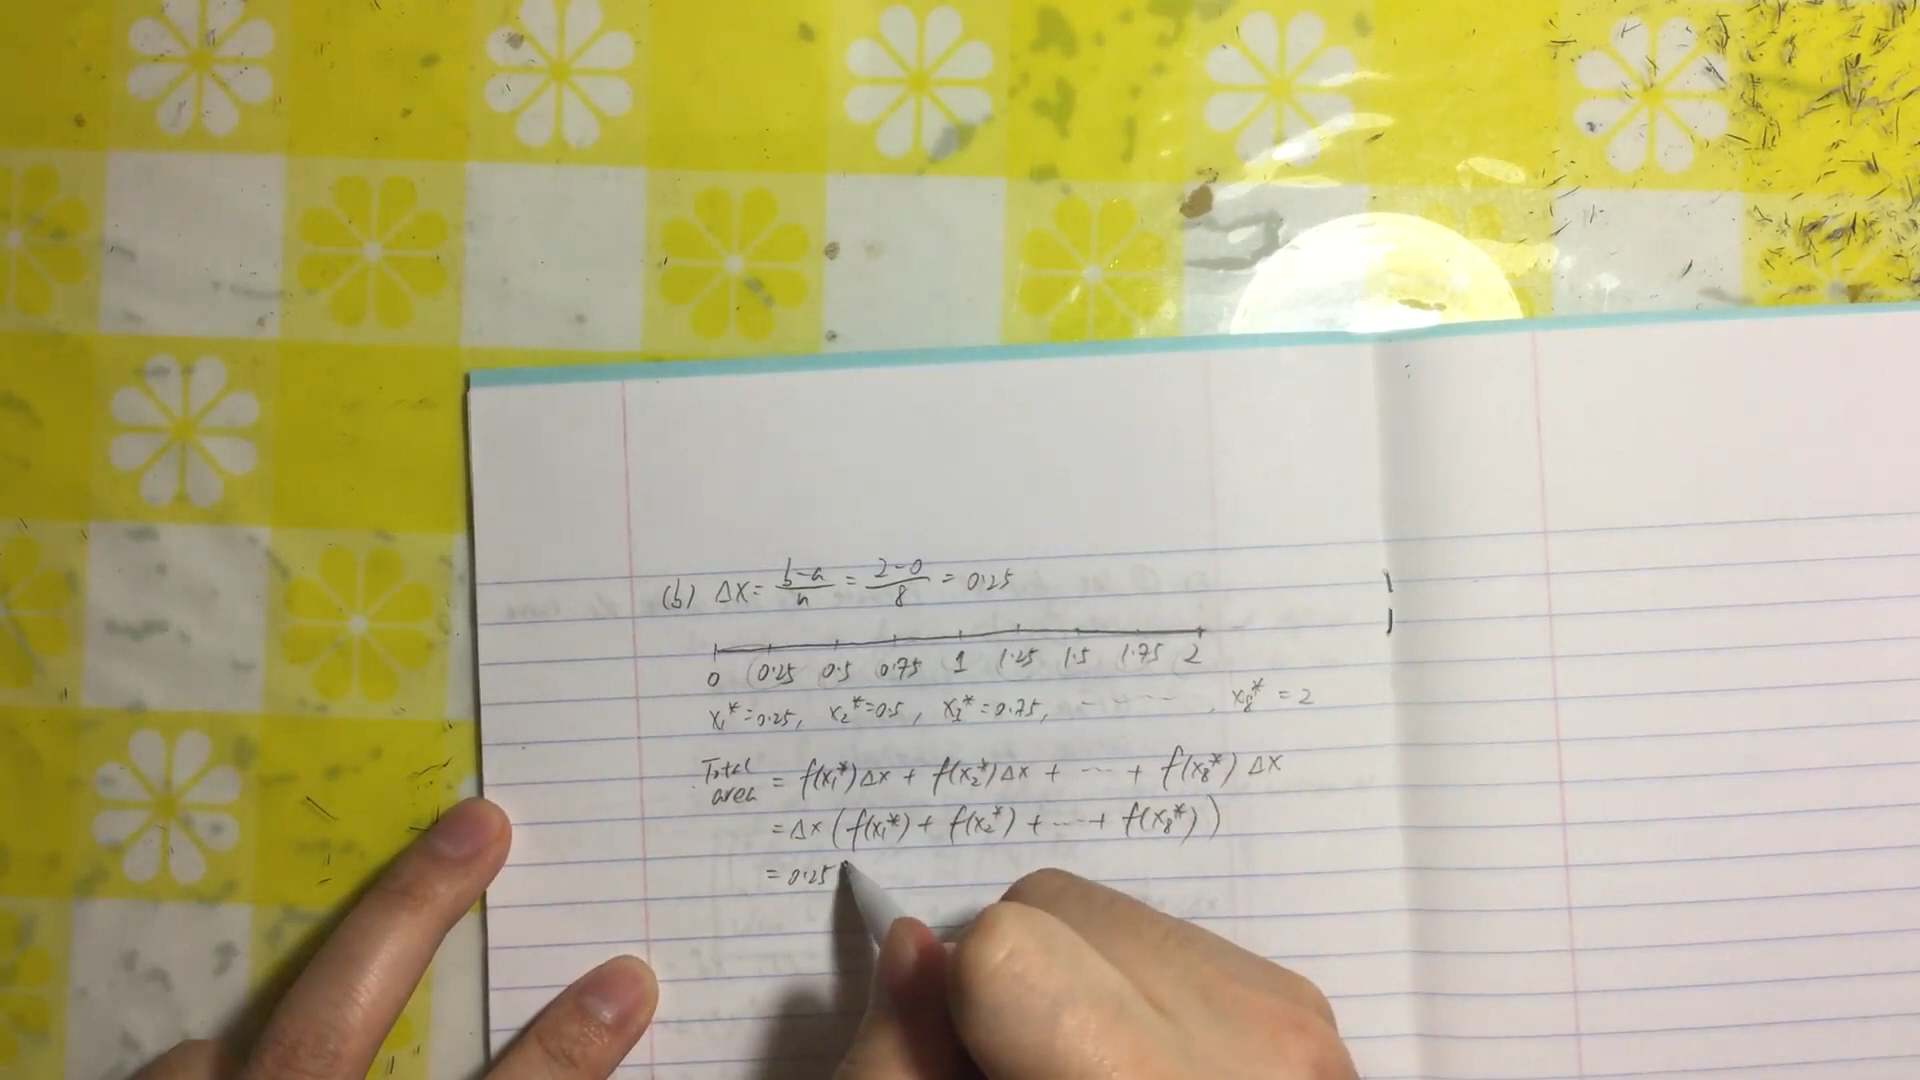 (b) Δx = b-a/n = 2-0/8 = 0.25
0 0.25 0.5 0.75 1 1.25 1.5 1.75 2
x₁* = 0.25, x₂* = 0.5, x₃* = 0.75, ------, x₈* = 2
Total area = f(x₁*)Δx + f(x₂*)Δx + ... + f(x₈*)Δx
= Δx (f(x₁*) + f(x₂*) + ... + f(x₈*))
= 0.25